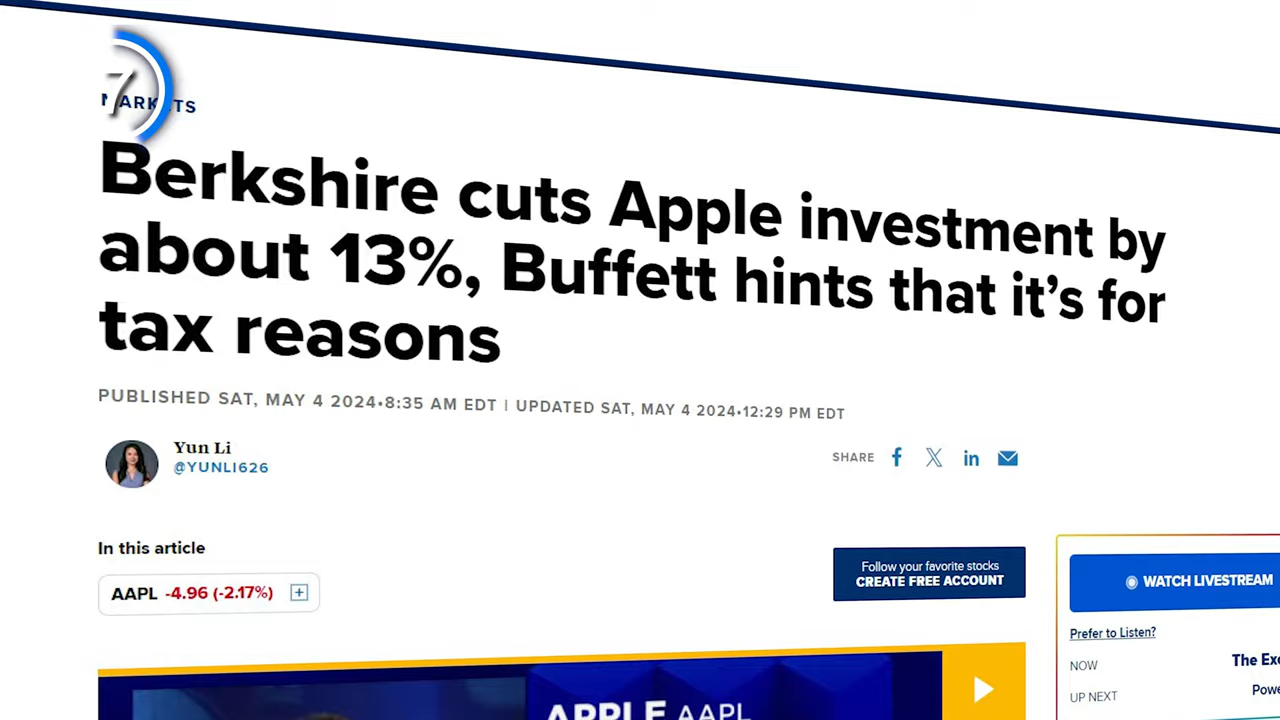 7
MARKETS
Berkshire cuts Apple investment by
about 13%, Buffett hints that it’s for
tax reasons
PUBLISHED SAT, MAY 4 2024•8:35 AM EDT | UPDATED SAT, MAY 4 2024•12:29 PM EDT
Yun Li
@YUNLI626
SHARE
In this article
AAPL -4.96 (-2.17%)
Follow your favorite stocks
CREATE FREE ACCOUNT
WATCH LIVESTREAM
Prefer to Listen?
NOW The
UP NEXT
APPLE AAPL